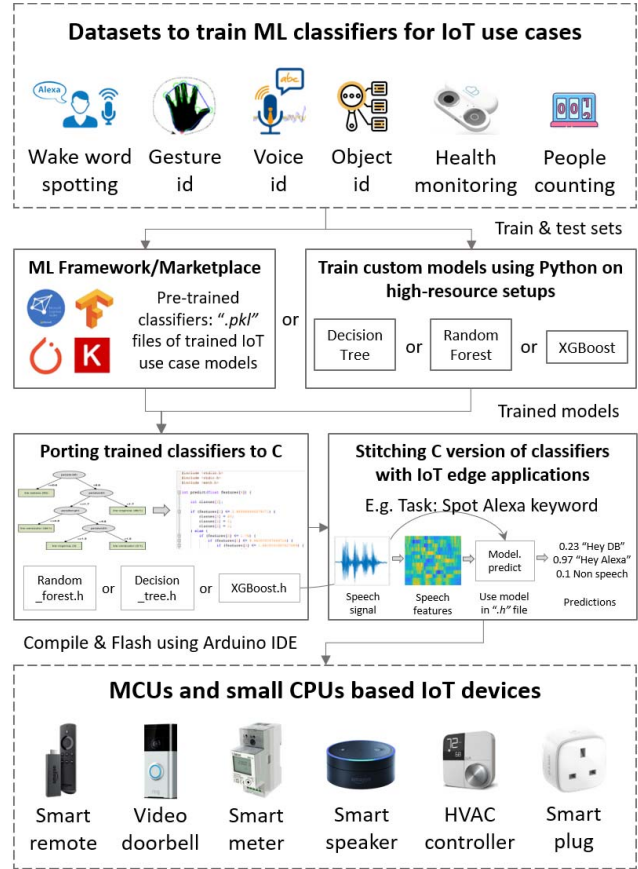 Datasets to train ML classifiers for IoT use cases
Alexa
abc
Wake word
spotting
Gesture
id
Voice
id
Object
id
Health
monitoring
People
counting
Train & test sets
ML Framework/Marketplace
Pre-trained
classifiers: “.pkl”
files of trained IoT
use case models
K
or
Train custom models using Python on
high-resource setups
Decision
Tree
or
Random
Forest
or
XGBoost
Trained models
Porting trained classifiers to C
Random
_forest.h
or
Decision
_tree.h
or
XGBoost.h
Stitching C version of classifiers
with IoT edge applications
E.g. Task: Spot Alexa keyword
Speech
signal
Speech
features
Model.
predict
Use model
in “.h” file
0.23 “Hey DB”
0.97 “Hey Alexa”
0.1 Non speech
Predictions
Compile & Flash using Arduino IDE
MCUs and small CPUs based IoT devices
72
Smart
remote
Video
doorbell
Smart
meter
Smart
speaker
HVAC
controller
Smart
plug